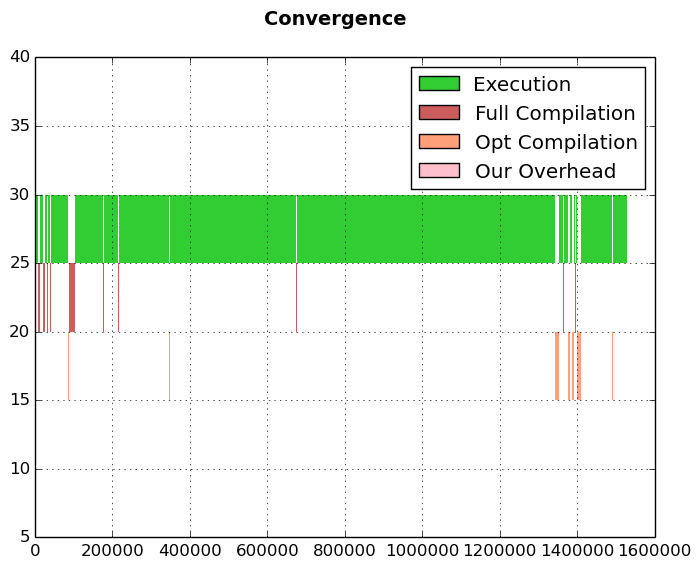 Convergence
40
35
30
25
20
15
10
5
Execution
Full Compilation
Opt Compilation
Our Overhead
0 200000 400000 600000 800000 1000000 1200000 1400000 1600000